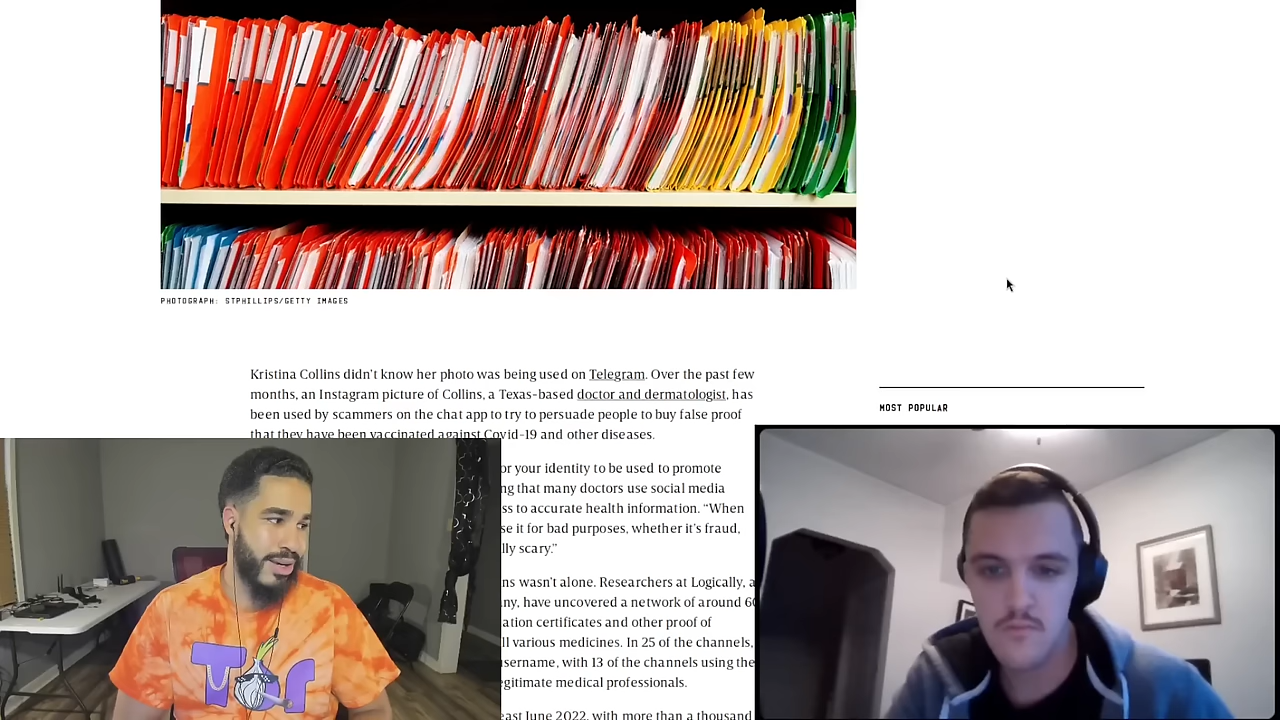 PHOTOGRAPH: STPHILLIPS/GETTY IMAGES
Kristina Collins didn't know her photo was being used on Telegram. Over the past few
months, an Instagram picture of Collins, a Texas-based doctor and dermatologist, has
been used by scammers on the chat app to try to persuade people to buy false proof
that they have been vaccinated against Covid-19 and other diseases.
MOST POPULAR
or your identity to be used to promote
ng that many doctors use social media
ss to accurate health information. “When
se it for bad purposes, whether it's fraud,
lly scary.”
ns wasn't alone. Researchers at Logically, a
ny, have uncovered a network of around 60
ation certificates and other proof of
ll various medicines. In 25 of the channels,
sername, with 13 of the channels using the
egitimate medical professionals.
east June 2022, with more than a thousand
Tor